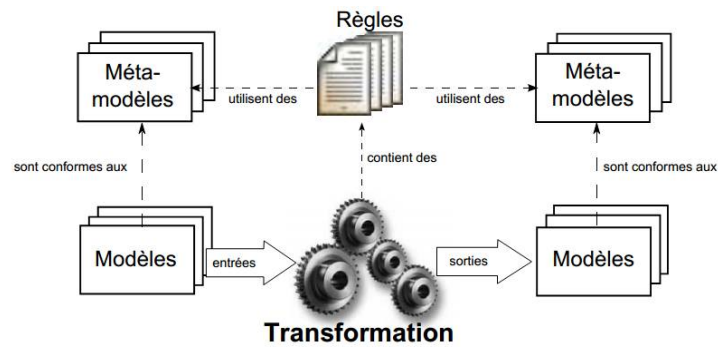 Règles
Méta-
modèles
utilisent des
utilisent des
Méta-
modèles
sont conformes aux
contient des
sont conformes aux
Modèles
entrées
sorties
Modèles
Transformation